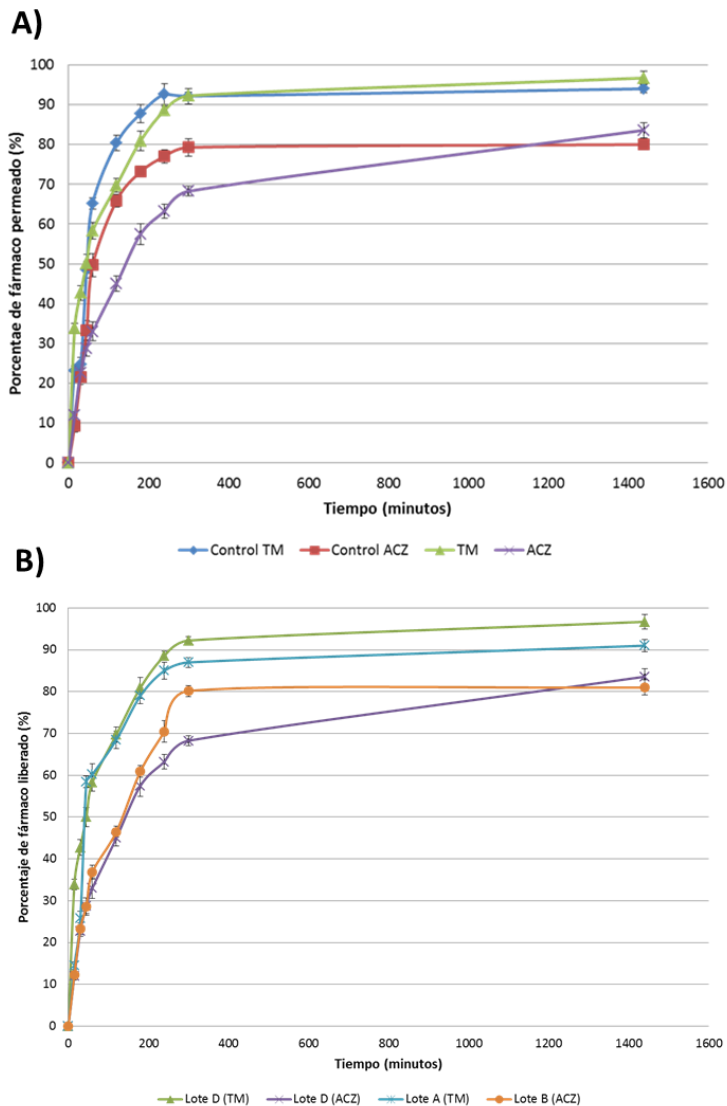 A)
100
90
80
70
60
50
40
30
20
10
0
Porcentae de fármaco permeado (%)
0 200 400 600 800 1000 1200 1400 1600
Tiempo (minutos)
Control TM Control ACZ TM ACZ
B)
100
90
80
70
60
50
40
30
20
10
0
Porcentaje de fármaco liberado (%)
0 200 400 600 800 1000 1200 1400 1600
Tiempo (minutos)
Lote D (TM) Lote D (ACZ) Lote A (TM) Lote B (ACZ)